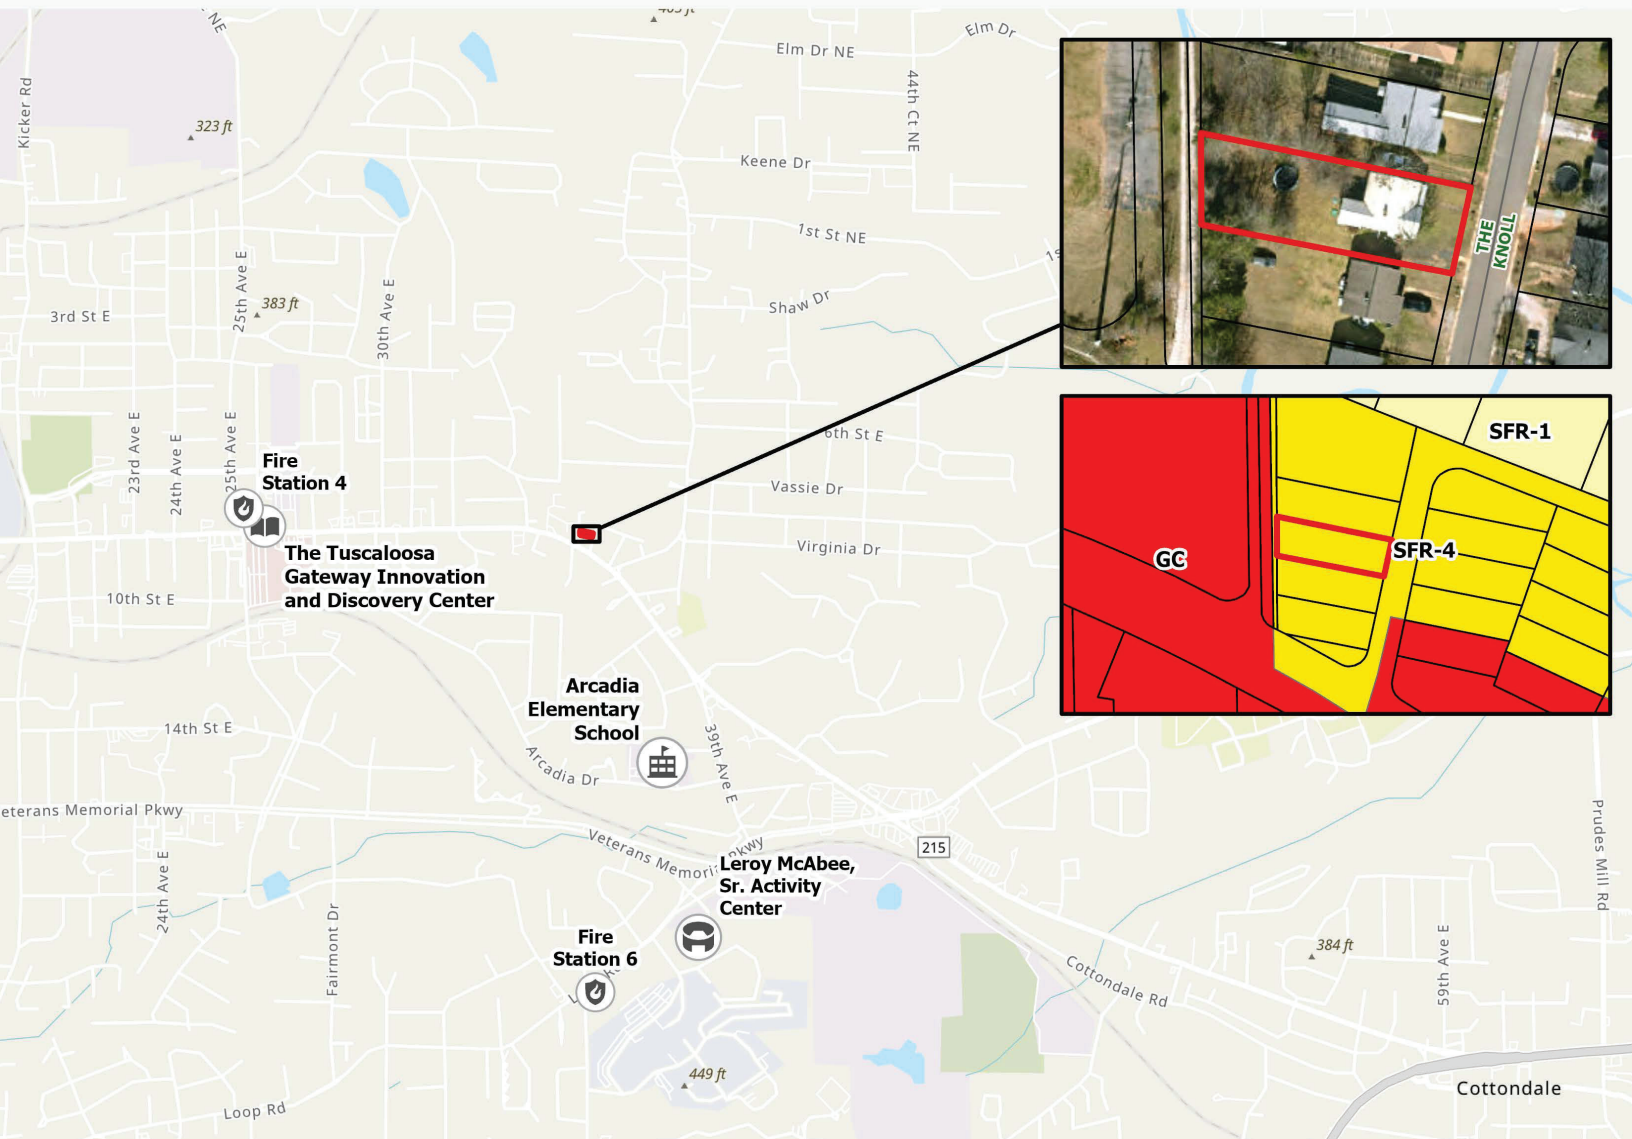 NE
Elm Dr NE
Elm Dr
Kicker Rd
44th Ct NE
323 ft
Keene Dr
1st St NE
25th Ave E
30th Ave E
383 ft
3rd St E
Shaw Dr
THE
KNOLL
23rd Ave E
24th Ave E
25th Ave E
6th St E
SFR-1
Fire
Station 4
Vassie Dr
Virginia Dr
GC
SFR-4
The Tuscaloosa
Gateway Innovation
and Discovery Center
10th St E
Arcadia
Elementary
School
14th St E
Arcadia Dr
39th Ave E
eterans Memorial Pkwy
Veterans Memorial Pkwy
215
Prudes Mill Rd
Leroy McAbee,
Sr. Activity
Center
24th Ave E
Fairmont Dr
Fire
Station 6
384 ft
59th Ave E
Cottondale Rd
449 ft
Loop Rd
Cottondale